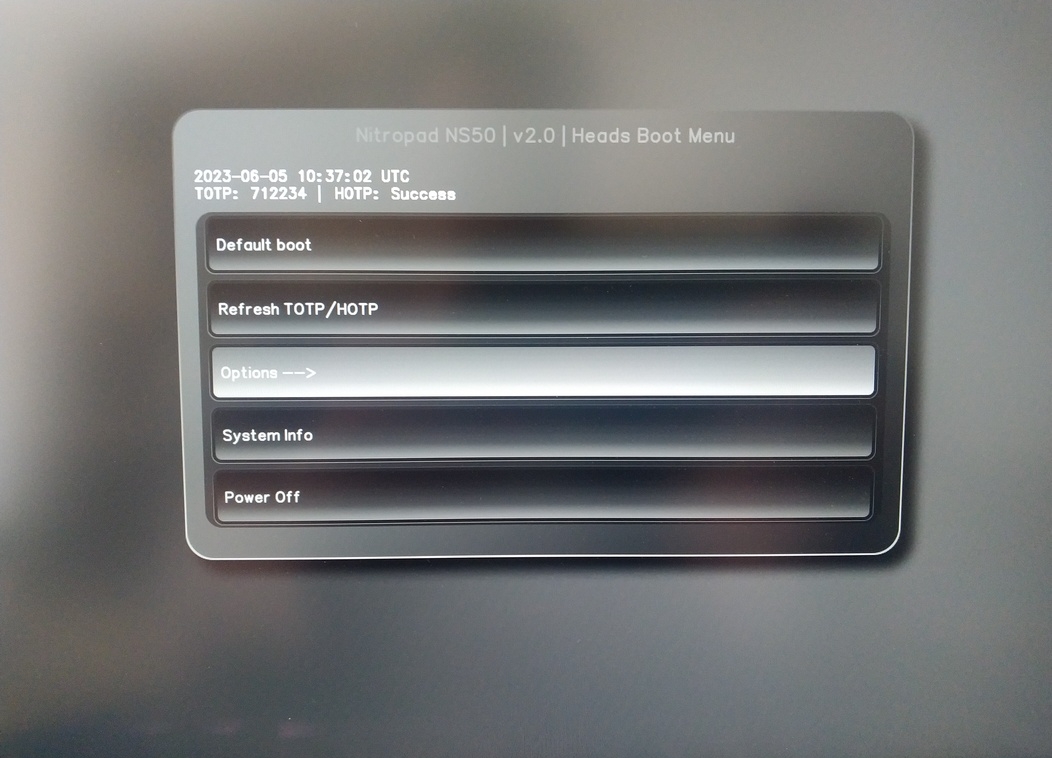 Nitropad NS50 | v2.0 | Heads Boot Menu
2023-06-05 10:37:02 UTC
TOTP: 712234 | HOTP: Success
Default boot
Refresh TOTP/HOTP
Options -->
System Info
Power Off